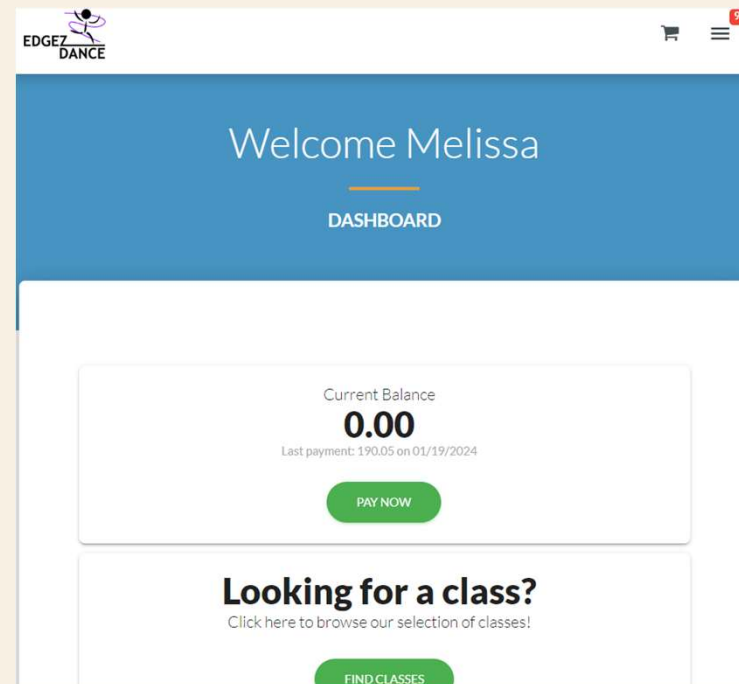 EDGEZ
DANCE
9
Welcome Melissa
DASHBOARD
Current Balance
0.00
Last payment: 190.05 on 01/19/2024
PAY NOW
Looking for a class?
Click here to browse our selection of classes!
FIND CLASSES